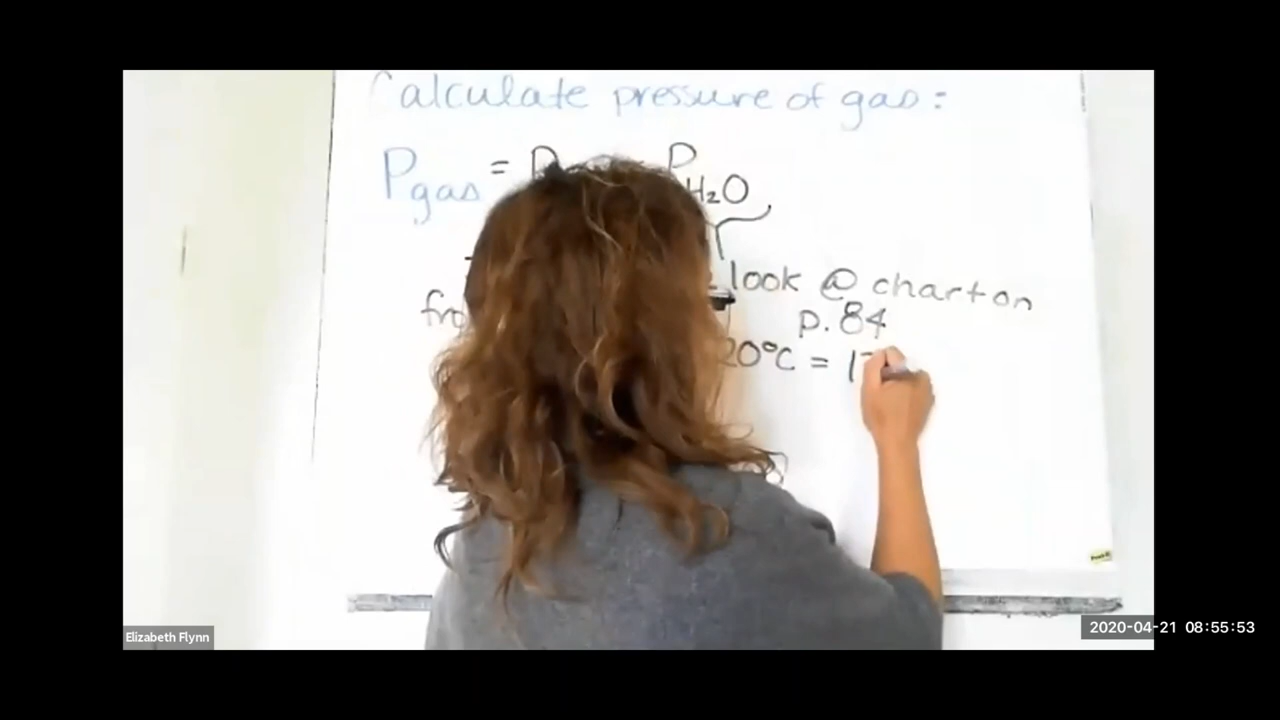 Calculate pressure of gas:
Pgas = P P H₂O
look @ chart on
p. 84
20°C = 17
Elizabeth Flynn
2020-04-21 08:55:53